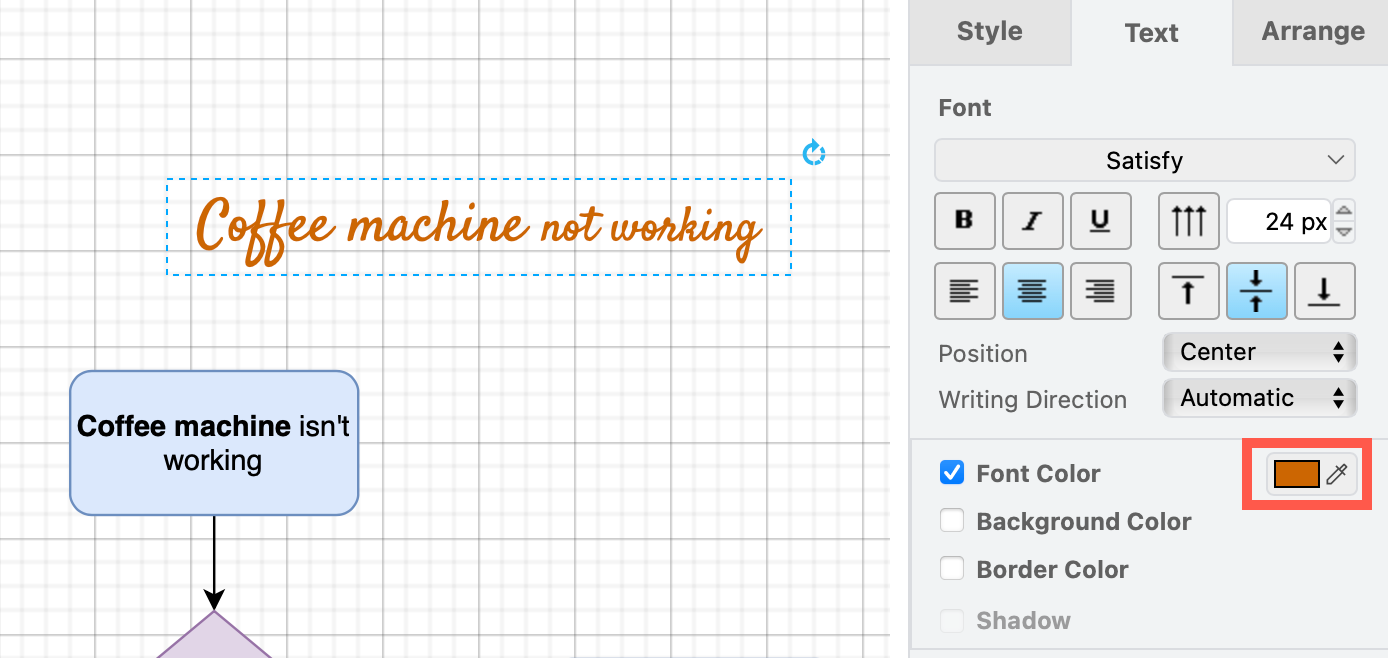 Style Text Arrange
Font
Satisfy
B I U 24 px
Position Center
Writing Direction Automatic
Font Color
Background Color
Border Color
Shadow
Coffee machine not working
Coffee machine isn't
working